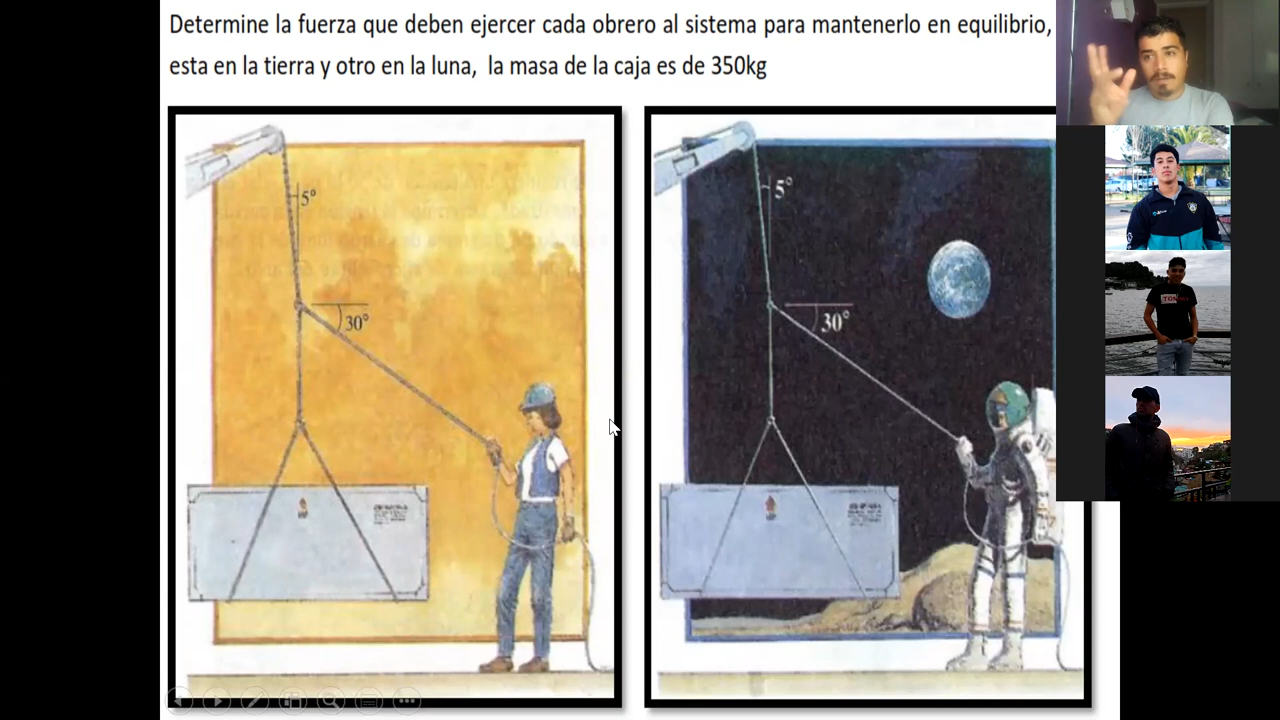 Determine la fuerza que deben ejercer cada obrero al sistema para mantenerlo en equilibrio,
esta en la tierra y otro en la luna, la masa de la caja es de 350kg
5°
30°
5°
30°